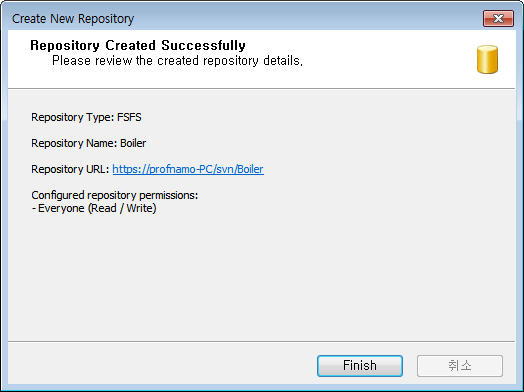 Create New Repository
Repository Created Successfully
Please review the created repository details.
Repository Type: FSFS
Repository Name: Boiler
Repository URL: https://profnamo-PC/svn/Boiler
Configured repository permissions:
- Everyone (Read / Write)
Finish
취소